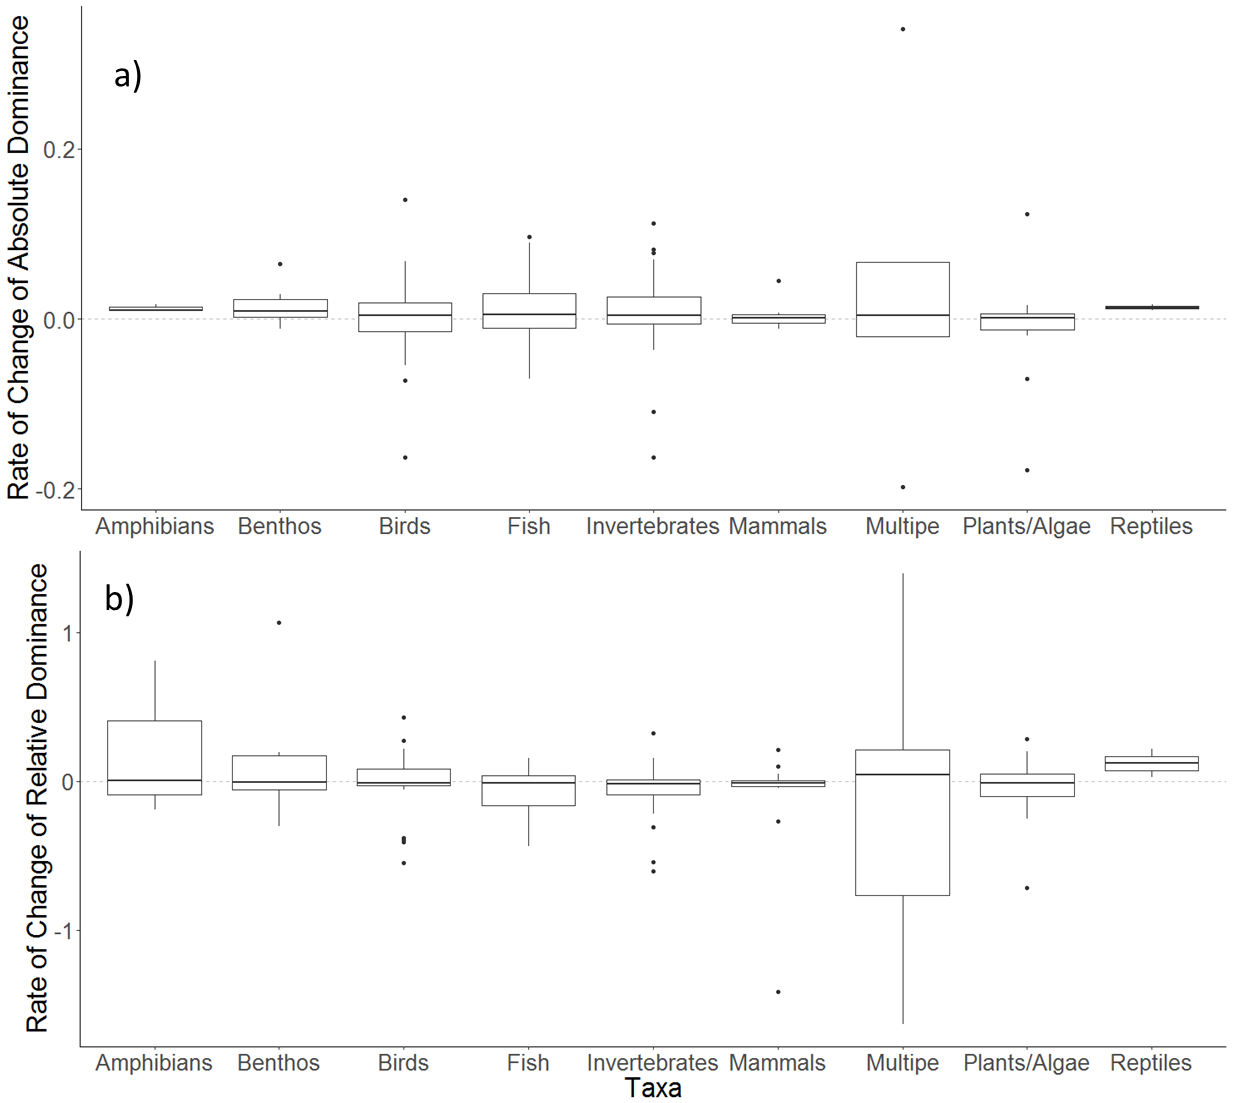 Rate of Change of Absolute Dominance
a)
0.2
0.0
-0.2
Amphibians Benthos Birds Fish Invertebrates Mammals Multipe Plants/Algae Reptiles
Rate of Change of Relative Dominance
b)
1
0
-1
Amphibians Benthos Birds Fish Invertebrates Mammals Multipe Plants/Algae Reptiles
Taxa